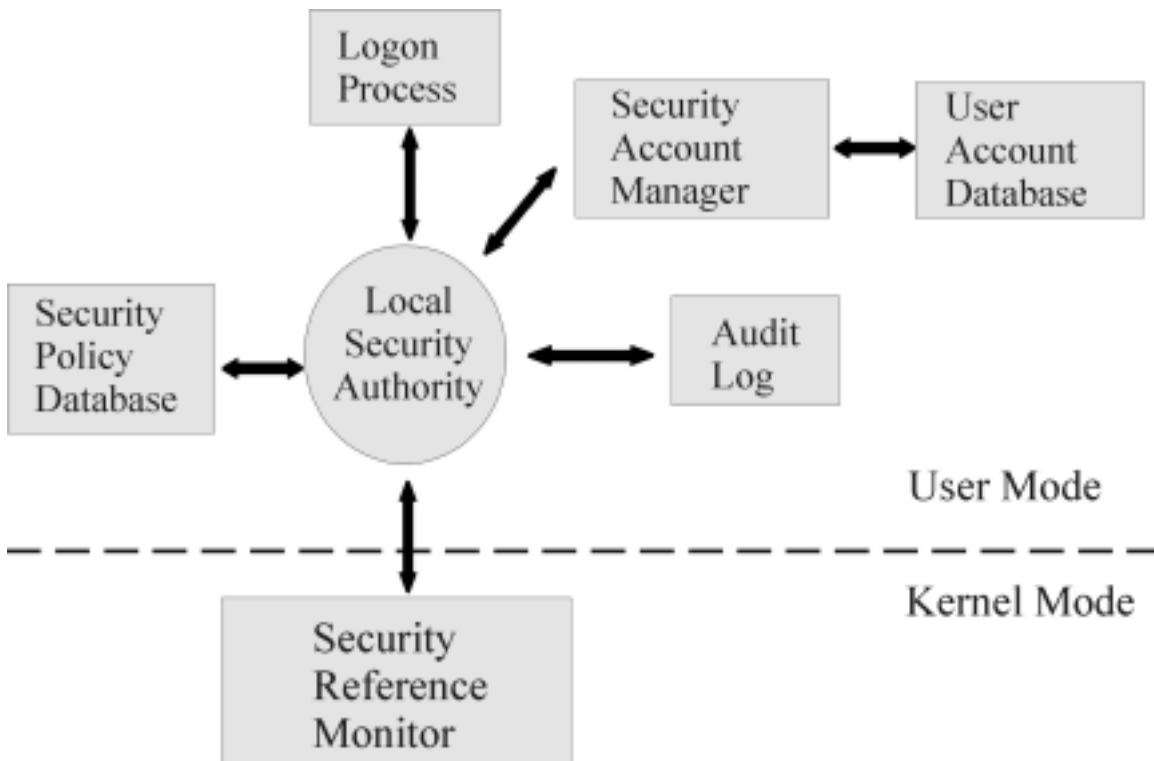 Logon
Process
Security
Account
Manager
User
Account
Database
Security
Policy
Database
Local
Security
Authority
Audit
Log
User Mode
Kernel Mode
Security
Reference
Monitor